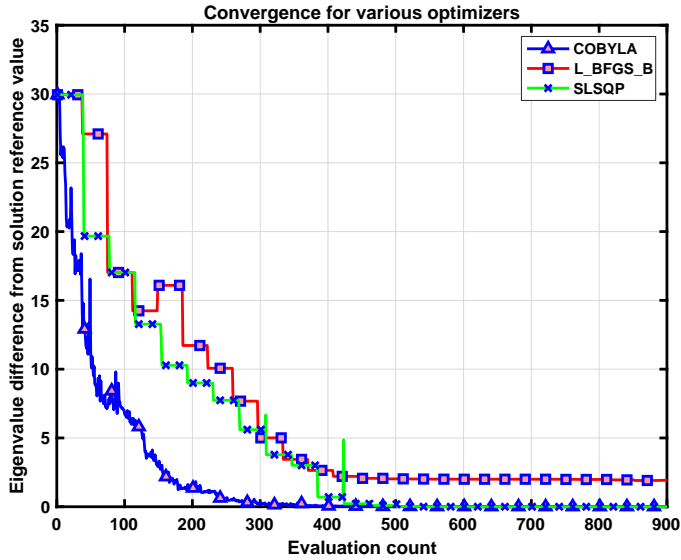 Convergence for various optimizers
Eigenvalue difference from solution reference value
35
30
25
20
15
10
5
0
COBYLA
L_BFGS_B
SLSQP
0 100 200 300 400 500 600 700 800 900
Evaluation count